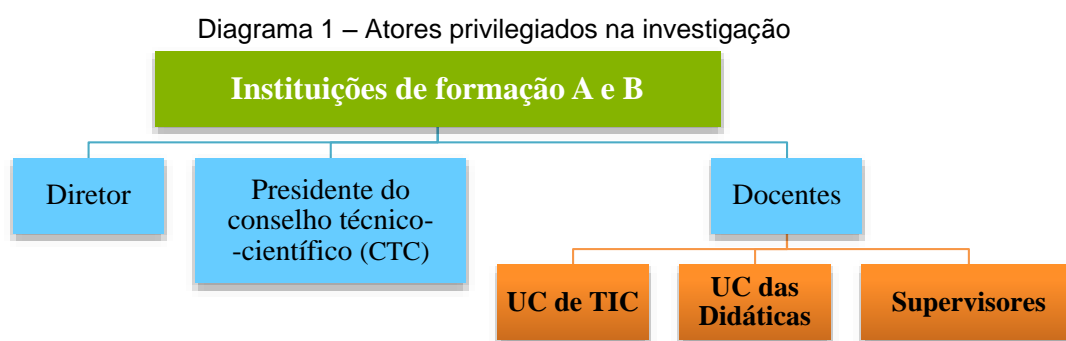 Diagrama 1 – Atores privilegiados na investigação
Instituições de formação A e B
Diretor
Presidente do
conselho técnico-
-científico (CTC)
Docentes
UC de TIC
UC das
Didáticas
Supervisores